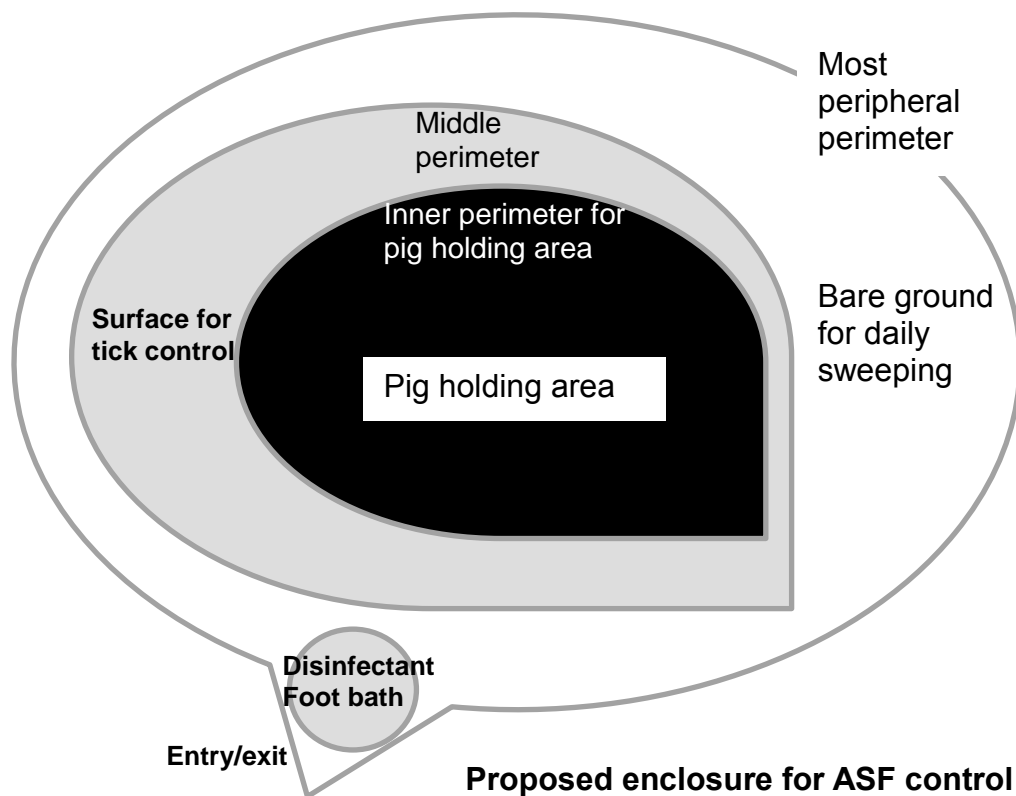 Most
peripheral
perimeter
Middle
perimeter
Inner perimeter for
pig holding area
Surface for
tick control
Bare ground
for daily
sweeping
Pig holding area
Disinfectant
Foot bath
Entry/exit
Proposed enclosure for ASF control